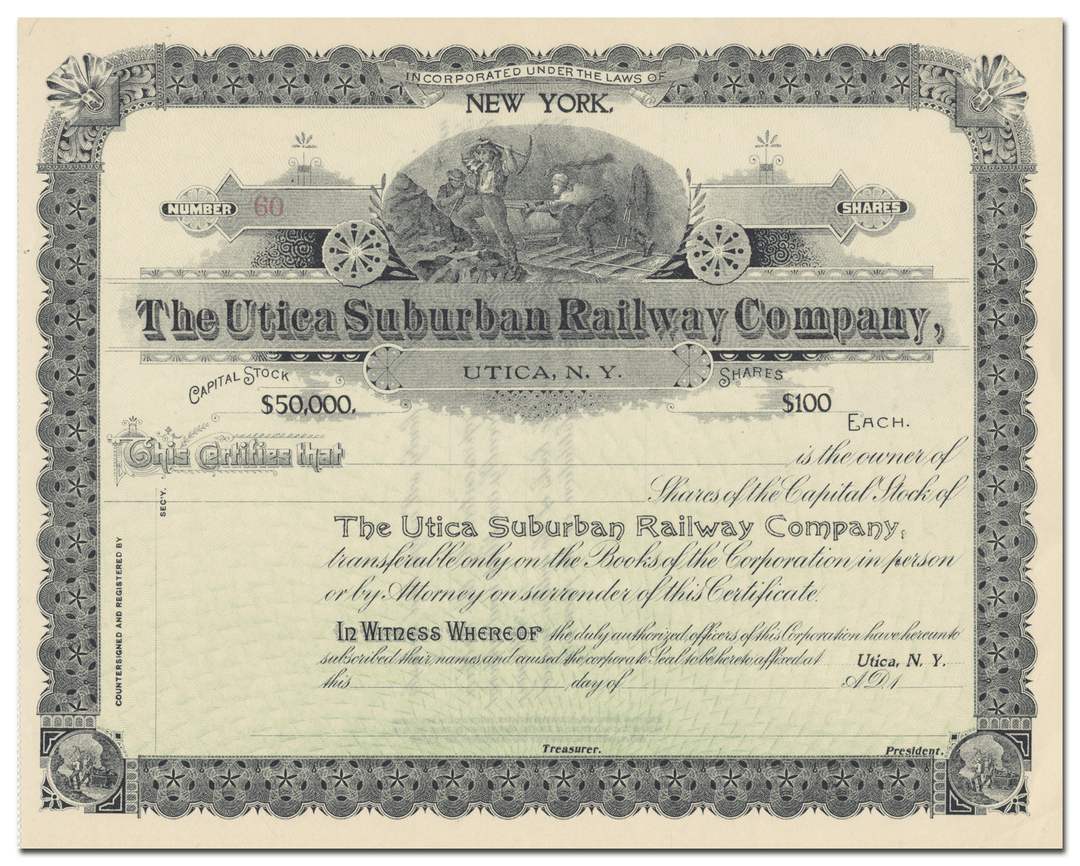 INCORPORATED UNDER THE LAWS OF
NEW YORK.
NUMBER 60 SHARES
The Utica Suburban Railway Company,
UTICA, N. Y.
CAPITAL STOCK SHARES
$50,000. $100
EACH.
This Certifies that is the owner of
Shares of the Capital Stock of
The Utica Suburban Railway Company,
transferable only on the Books of the Corporation in person
or by Attorney on surrender of this Certificate.
IN WITNESS WHEREOF the duly authorized officers of this Corporation have hereunto
subscribed their names and caused the corporate Seal to be hereto affixed at Utica, N. Y.
this day of A.D.1
Treasurer. President.
COUNTERSIGNED AND REGISTERED BY
SEC'Y.